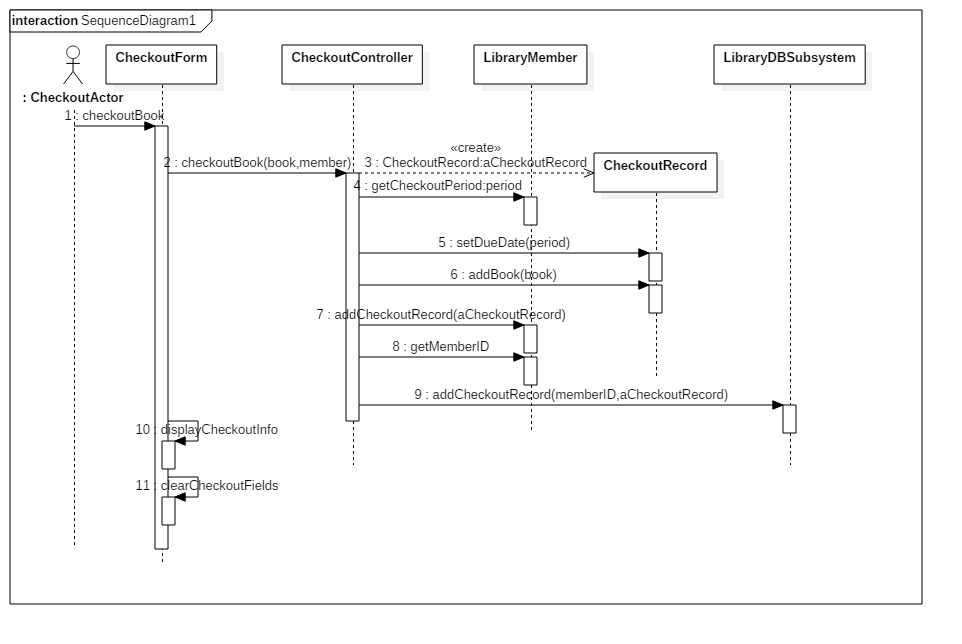 interaction SequenceDiagram1
CheckoutForm
CheckoutController
LibraryMember
LibraryDBSubsystem
: CheckoutActor
1 : checkoutBook
«create»
2 : checkoutBook(book,member)
3 : CheckoutRecord:aCheckoutRecord
CheckoutRecord
4 : getCheckoutPeriod:period
5 : setDueDate(period)
6 : addBook(book)
7 : addCheckoutRecord(aCheckoutRecord)
8 : getMemberID
9 : addCheckoutRecord(memberID,aCheckoutRecord)
10 : displayCheckoutInfo
11 : clearCheckoutFields